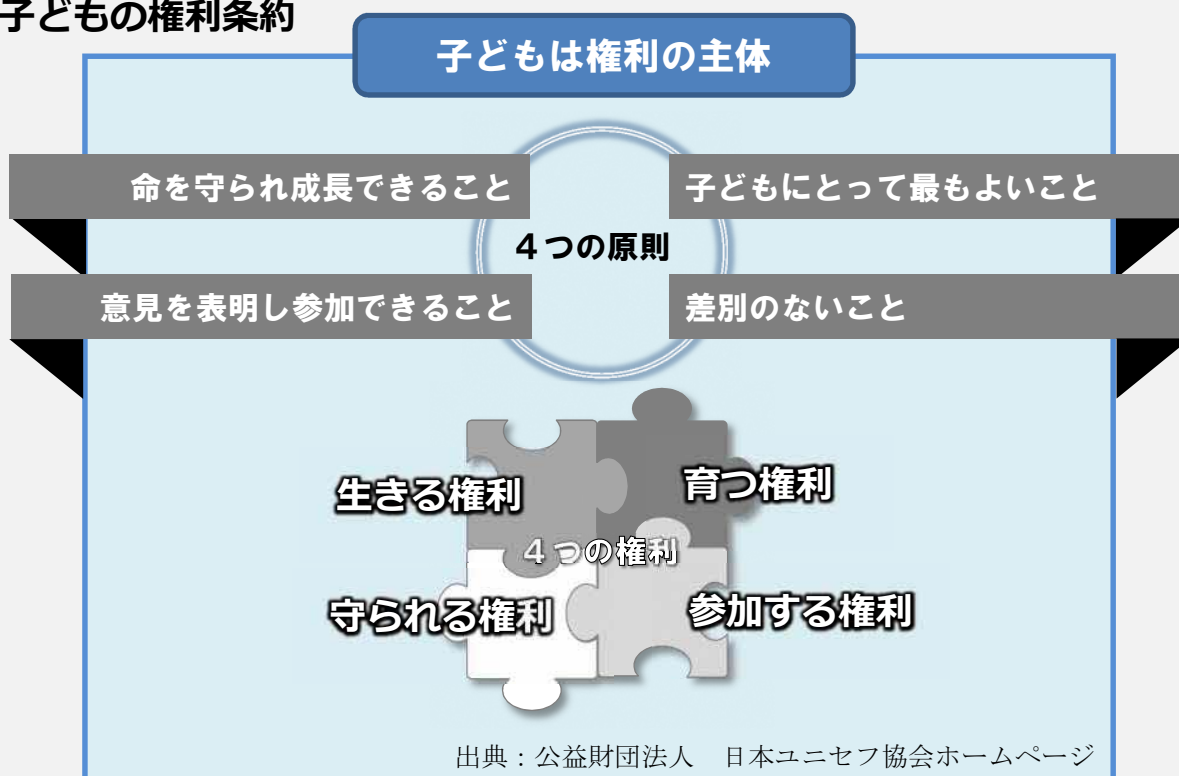 子どもの権利条約
子どもは権利の主体
命を守られ成長できること
子どもにとって最もよいこと
４つの原則
意見を表明し参加できること
差別のないこと
生きる権利
育つ権利
４つの権利
守られる権利
参加する権利
出典：公益財団法人　日本ユニセフ協会ホームページ